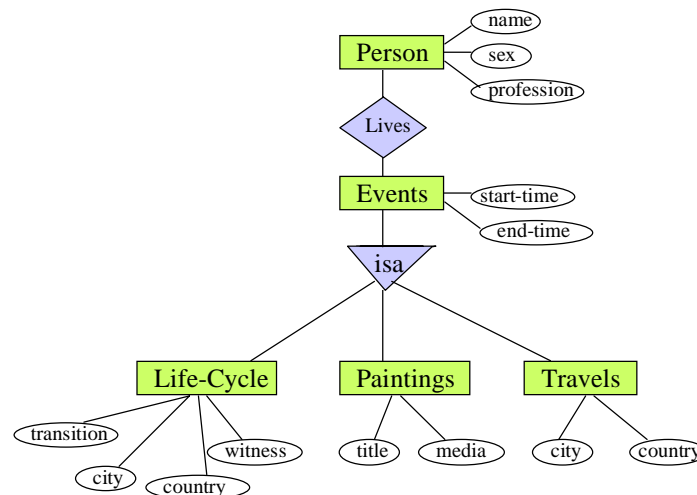 name
Person
sex
profession
Lives
Events
start-time
end-time
isa
Life-Cycle
Paintings
Travels
transition
witness
title
media
city
country
city
country